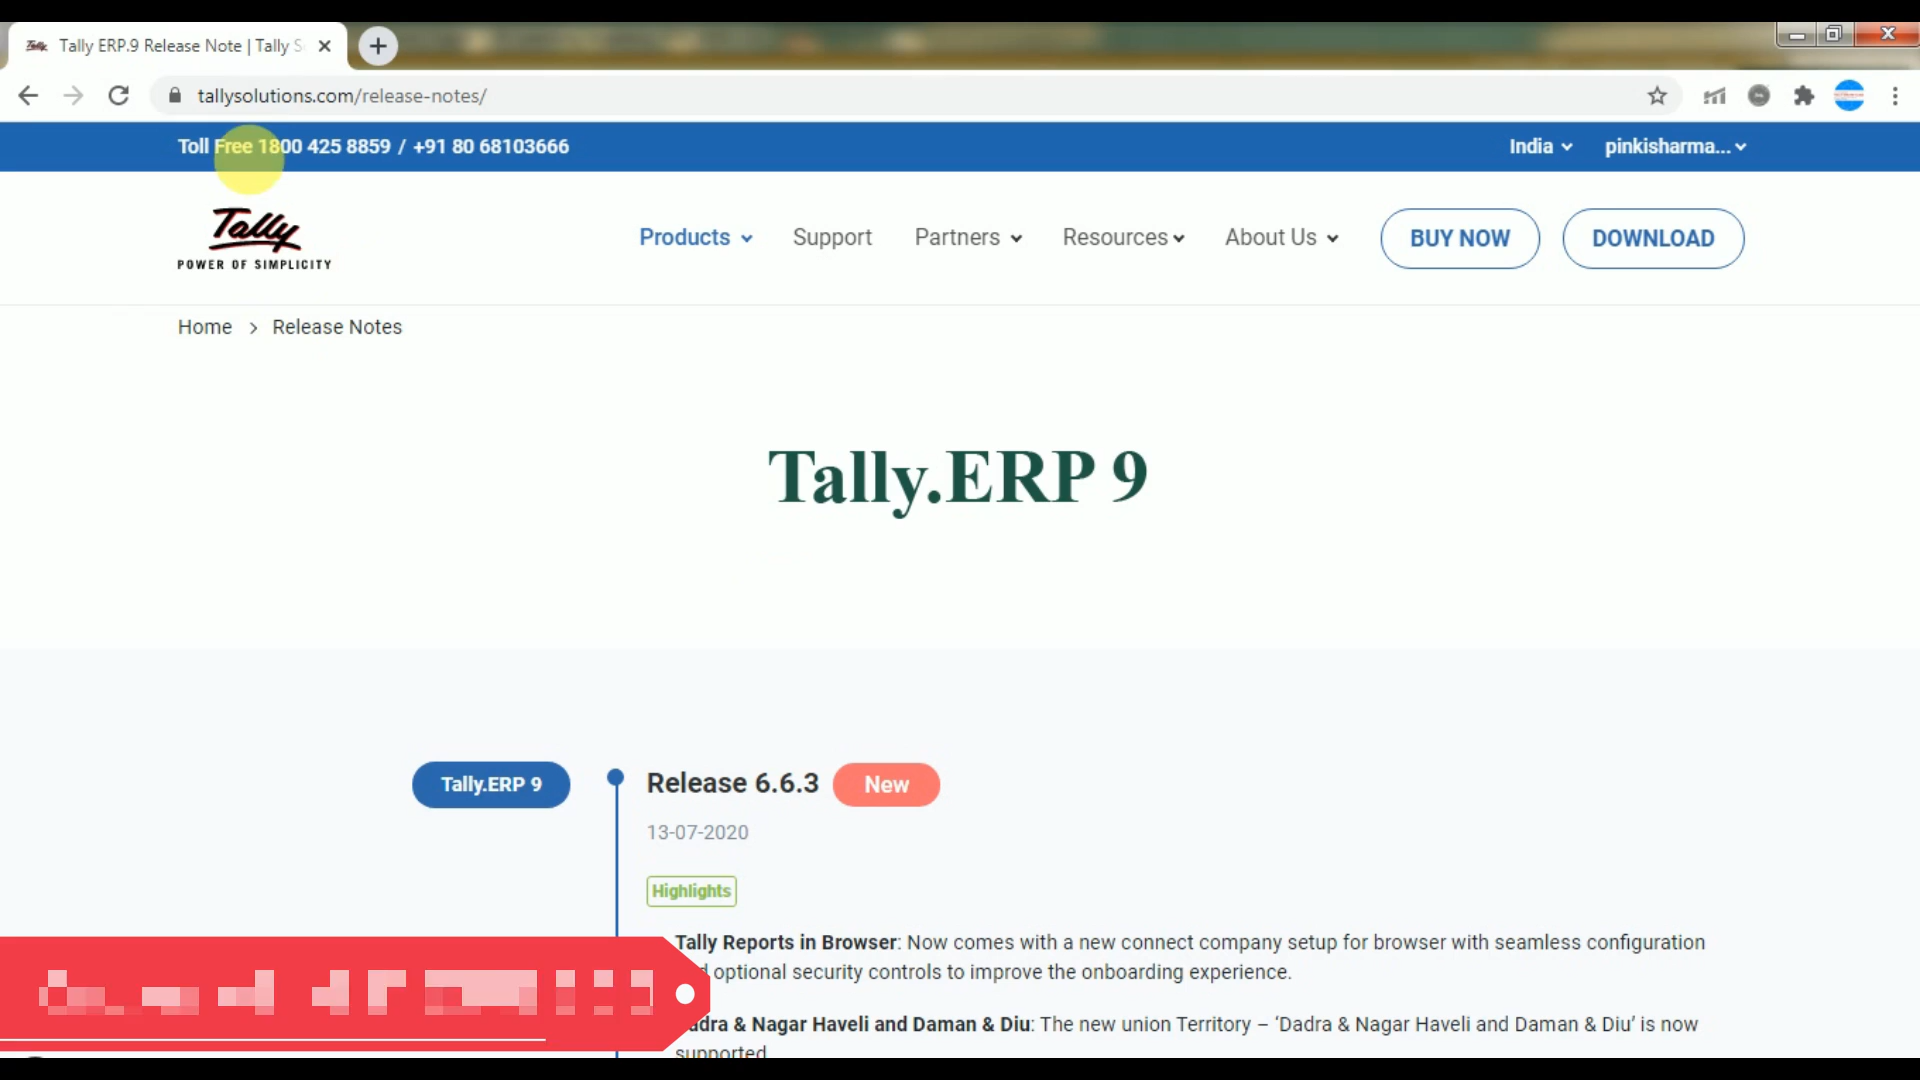 Tally ERP.9 Release Note | Tally S
tallysolutions.com/release-notes/
Toll Free 1800 425 8859 / +91 80 68103666
India
pinkisharma...
Tally
POWER OF SIMPLICITY
Products
Support
Partners
Resources
About Us
BUY NOW
DOWNLOAD
Home > Release Notes
Tally.ERP 9
Tally.ERP 9
Release 6.6.3
New
13-07-2020
Highlights
Tally Reports in Browser: Now comes with a new connect company setup for browser with seamless configuration
optional security controls to improve the onboarding experience.
& Nagar Haveli and Daman & Diu: The new union Territory – ‘Dadra & Nagar Haveli and Daman & Diu’ is now
supported